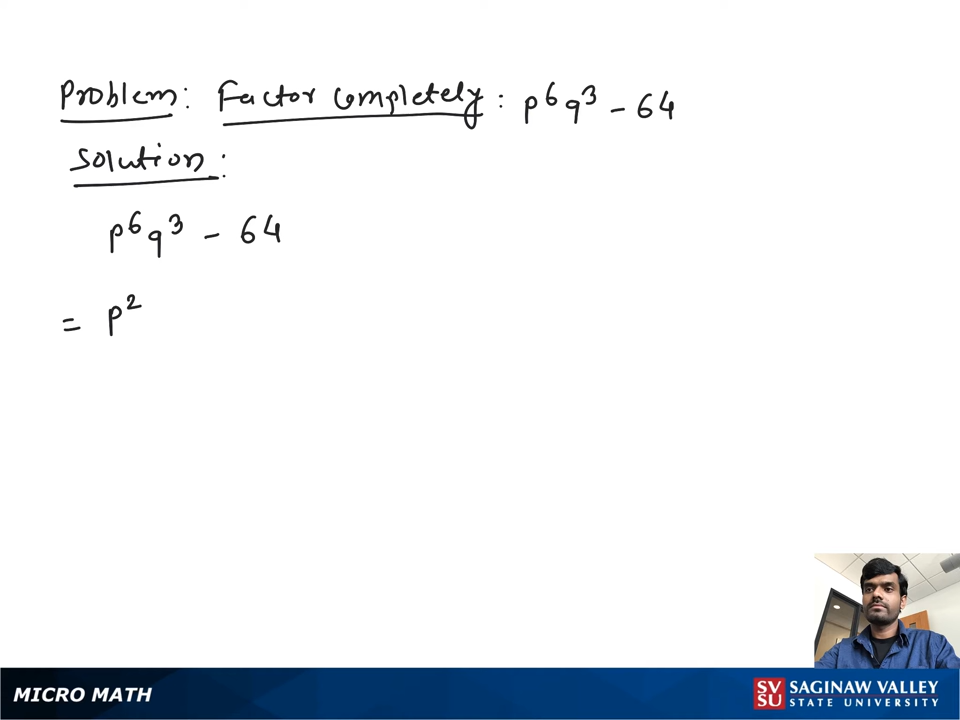 Problem: Factor Completely: p⁶q³ - 64
Solution:
p⁶q³ - 64
= p²
MICRO MATH
SV
SU
SAGINAW VALLEY
STATE UNIVERSITY